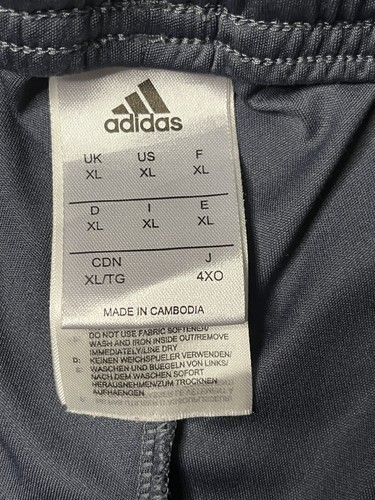 adidas
UK US F
XL XL XL
D I E
XL XL XL
CDN J
XL/TG 4XO
MADE IN CAMBODIA
DO NOT USE FABRIC SOFTENER/
WASH AND IRON INSIDE OUT/REMOVE
IMMEDIATELY/LINE DRY
D: KEINEN WEICHSPUELER VERWENDEN/
WASCHEN UND BUEGELN VON LINKS/
NACH DEM WASCHEN SOFORT
HERAUSNEHMEN/ZUM TROCKNEN
AUFHAENGEN